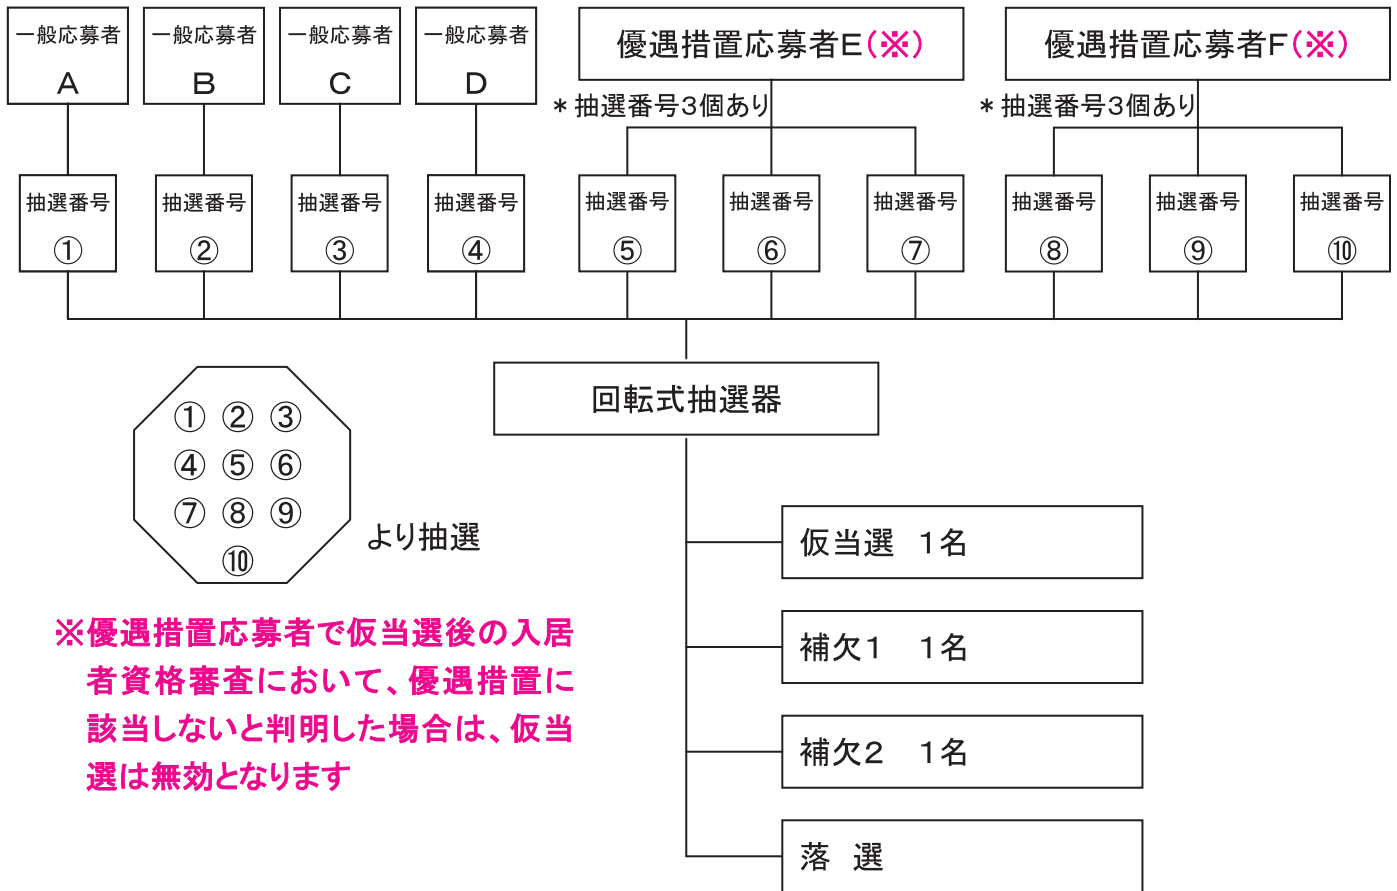 一般応募者 一般応募者 一般応募者 一般応募者 優遇措置応募者E(※) 優遇措置応募者F(※)
A B C D
*抽選番号3個あり *抽選番号3個あり
抽選番号 抽選番号 抽選番号 抽選番号 抽選番号 抽選番号 抽選番号 抽選番号 抽選番号 抽選番号
① ② ③ ④ ⑤ ⑥ ⑦ ⑧ ⑨ ⑩
回転式抽選器
① ② ③
④ ⑤ ⑥
⑦ ⑧ ⑨
⑩
より抽選
仮当選 1名
補欠1 1名
補欠2 1名
落 選
※優遇措置応募者で仮当選後の入居
者資格審査において、優遇措置に
該当しないと判明した場合は、仮当
選は無効となります